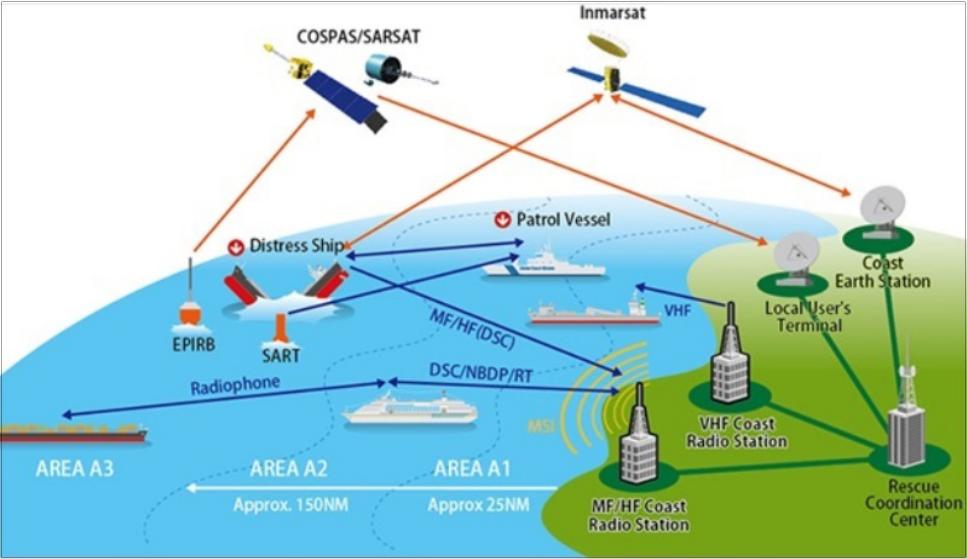 Inmarsat
COSPAS/SARSAT
Patrol Vessel
Distress Ship
Coast
Earth Station
Local User's
Terminal
VHF
MF/HF(DSC)
EPIRB
SART
DSC/NBDP/RT
Radiophone
MSI
VHF Coast
Radio Station
AREA A3
AREA A2
AREA A1
Approx. 150NM
Approx 25NM
MF/HF Coast
Radio Station
Rescue
Coordination
Center